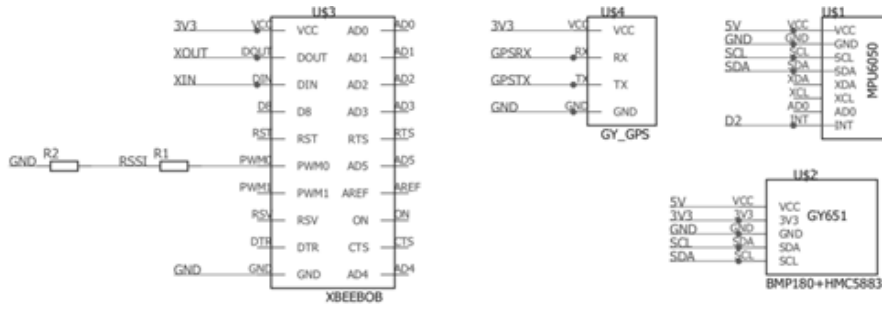 U$3
3V3 VCC VCC AD0 AD0
XOUT DOUT DOUT AD1 AD1
XIN DIN DIN AD2 AD2
DB DB AD3 AD3
RST RST RTS RTS
GND R2 RSSI R1 PWM0 PWM0 AD5 AD5
PWM1 PWM1 AREF AREF
RSV RSV ON ON
DTR DTR CTS CTS
GND GND GND AD4 AD4
XBEEBOB
U$4
3V3 VCC VCC
GPSRX RX RX
GPSTX TX TX
GND GND GND
GY_GPS
U$1
5V VCC VCC
GND GND GND
SCL SCL SCL
SDA SDA SDA
XDA XDA
XCL XCL
AD0 AD0
D2 INT INT
MPU6050
U$2
5V VCC VCC
3V3 3V3 3V3
GND GND GND
SCL SDA SDA
SDA SCL SCL
GY651
BMP180+HMC5883